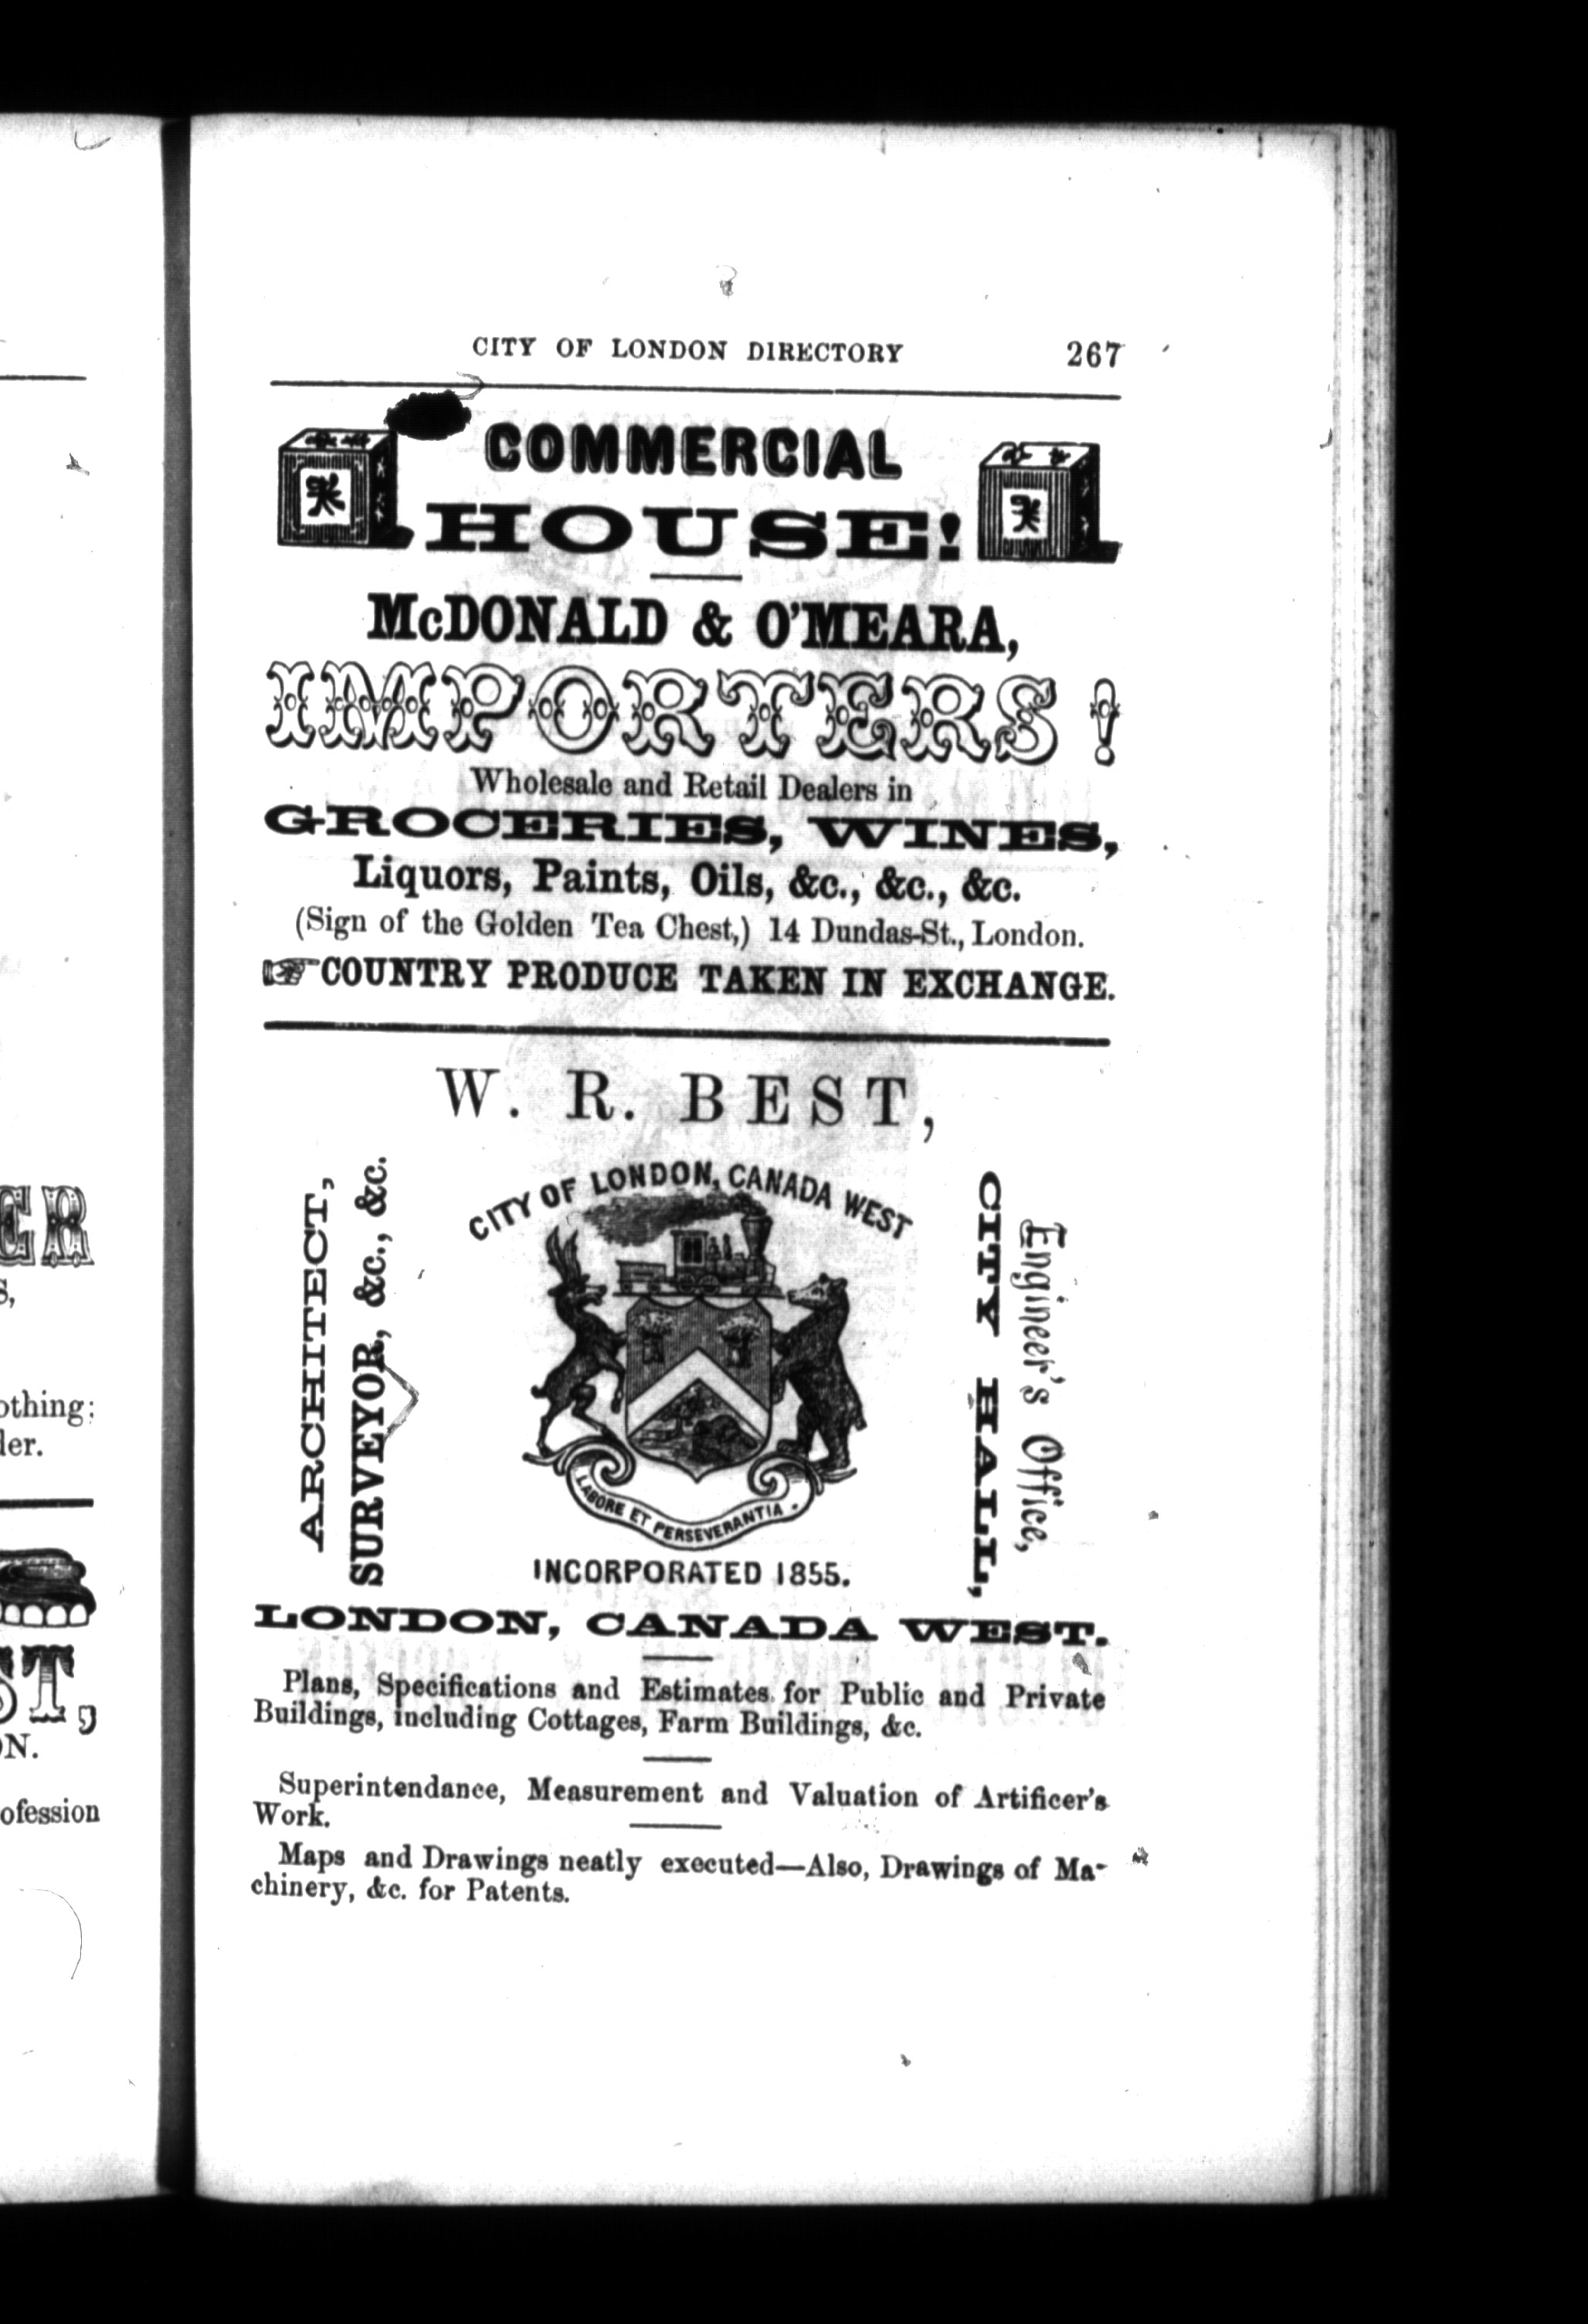 CITY OF LONDON DIRECTORY 267
COMMERCIAL
HOUSE!
McDONALD & O'MEARA,
IMPORTERS!
Wholesale and Retail Dealers in
GROCERIES, WINES,
Liquors, Paints, Oils, &c., &c., &c.
(Sign of the Golden Tea Chest,) 14 Dundas-St., London.
☞COUNTRY PRODUCE TAKEN IN EXCHANGE.
W. R. BEST,
ARCHITECT,
SURVEYOR, &c., &c.
CITY OF LONDON, CANADA WEST
LABORE ET PERSEVERANTIA.
INCORPORATED 1855.
Engineer's Office,
CITY HALL,
LONDON, CANADA WEST.
Plans, Specifications and Estimates for Public and Private
Buildings, including Cottages, Farm Buildings, &c.
Superintendance, Measurement and Valuation of Artificer's
Work.
Maps and Drawings neatly executed—Also, Drawings of Ma-
chinery, &c. for Patents.